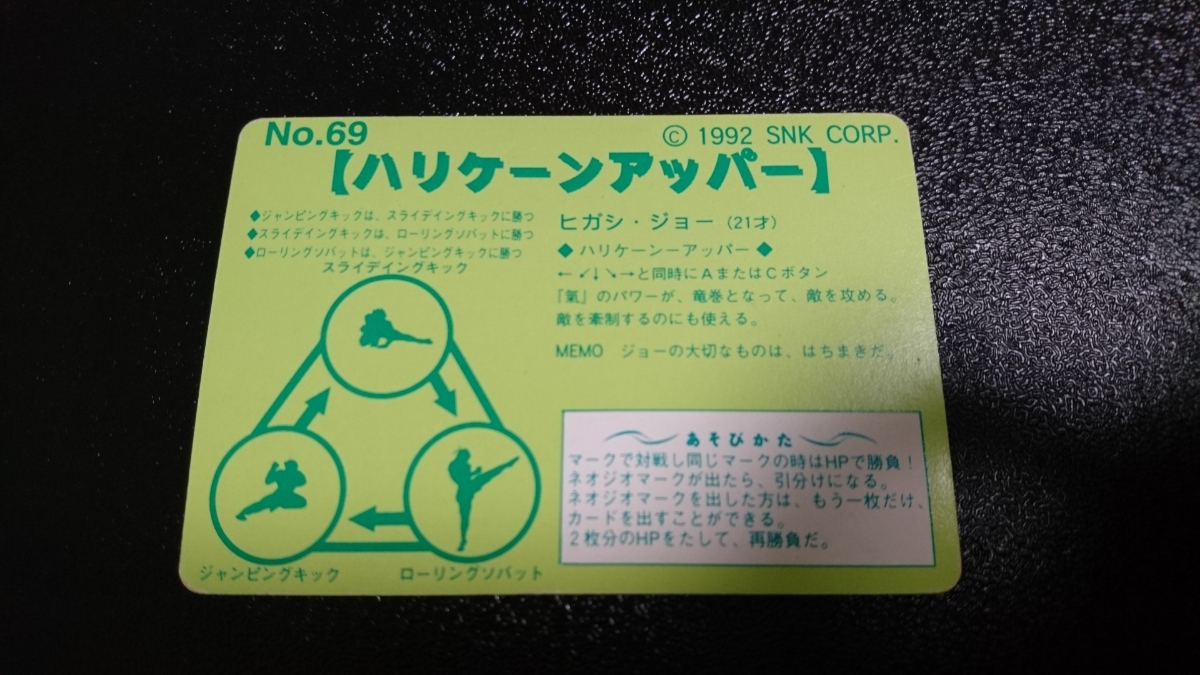 No.69
© 1992 SNK CORP.
【ハリケーンアッパー】
◆ジャンピングキックは、スライディングキックに勝つ
◆スライディングキックは、ローリングソバットに勝つ
◆ローリングソバットは、ジャンピングキックに勝つ
スライディングキック
ジャンピングキック
ローリングソバット
ヒガシ・ジョー（21才）
◆ハリケーンーアッパー◆
←↙↓↘→と同時にAまたはCボタン
『氣』のパワーが、竜巻となって、敵を攻める。
敵を牽制するのにも使える。
MEMO ジョーの大切なものは、はちまきだ。
あそびかた
マークで対戦し同じマークの時はHPで勝負！
ネオジオマークが出たら、引分けになる。
ネオジオマークを出した方は、もう一枚だけ、
カードを出すことができる。
2枚分のHPをたして、再勝負だ。